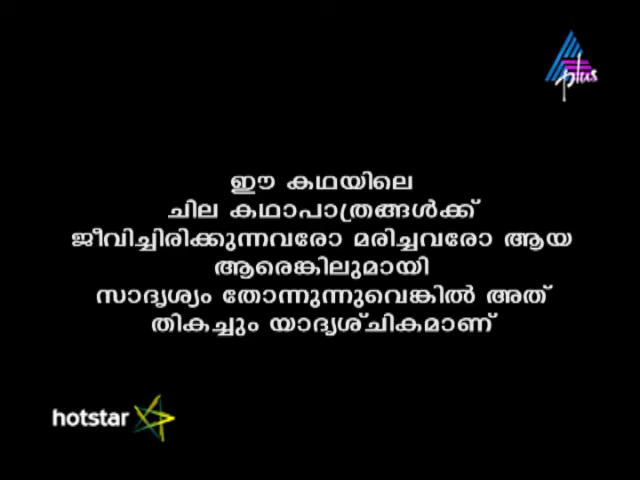 plus
ഈ കഥയിലെ
ചില കഥാപാത്രങ്ങൾക്ക്
ജീവിച്ചിരിക്കുന്നവരോ മരിച്ചവരോ ആയ
ആരെങ്കിലുമായി
സാദൃശ്യം തോന്നുന്നുവെങ്കിൽ അത്
തികച്ചും യാദൃശ്ചികമാണ്
hotstar